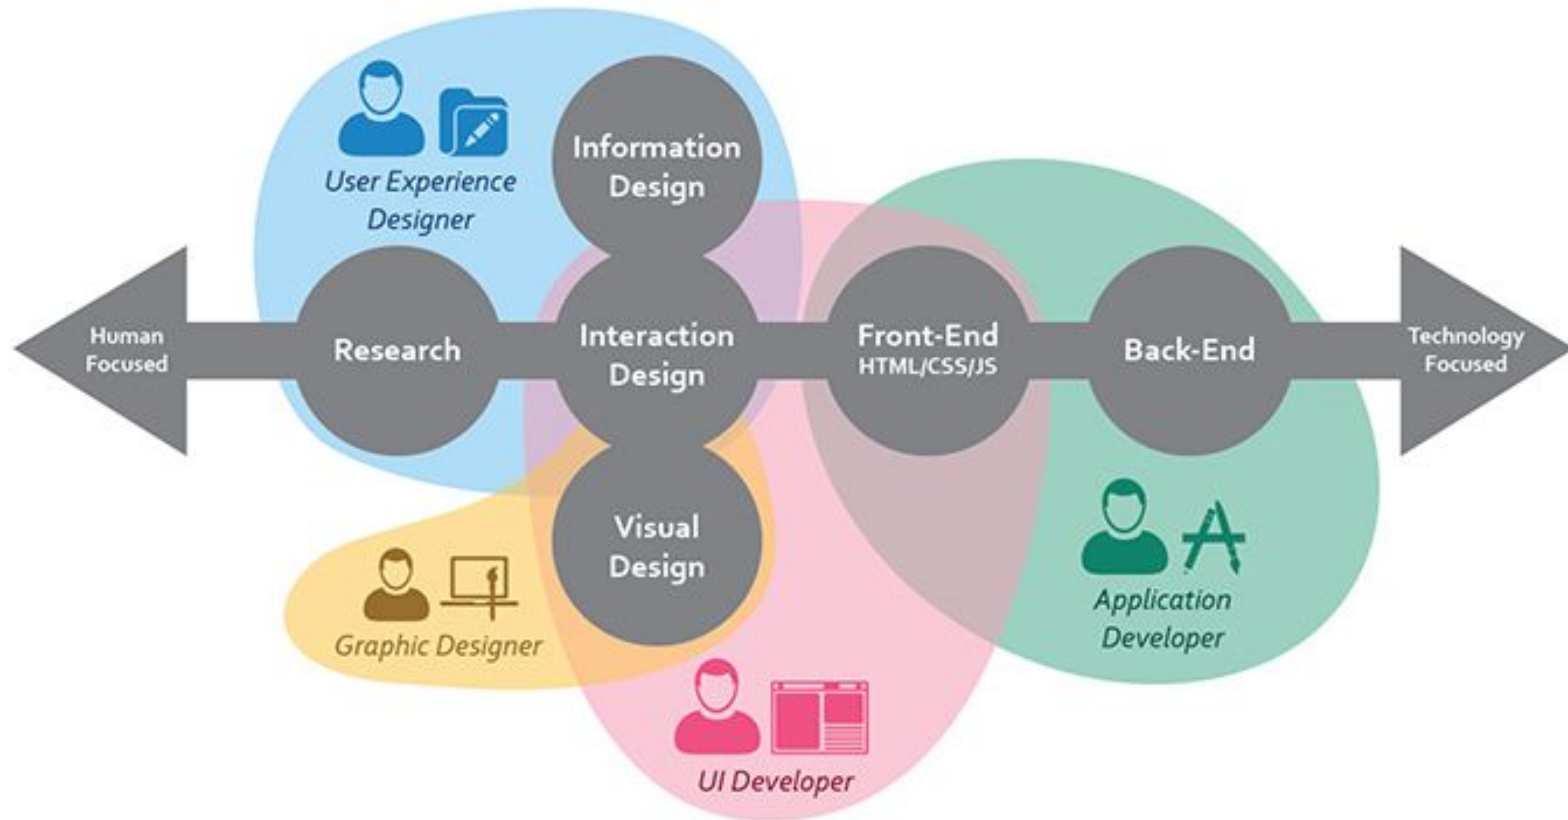 User Experience
Designer
Information
Design
Human
Focused
Research
Interaction
Design
Front-End
HTML/CSS/JS
Back-End
Technology
Focused
Visual
Design
Graphic Designer
Application
Developer
UI Developer